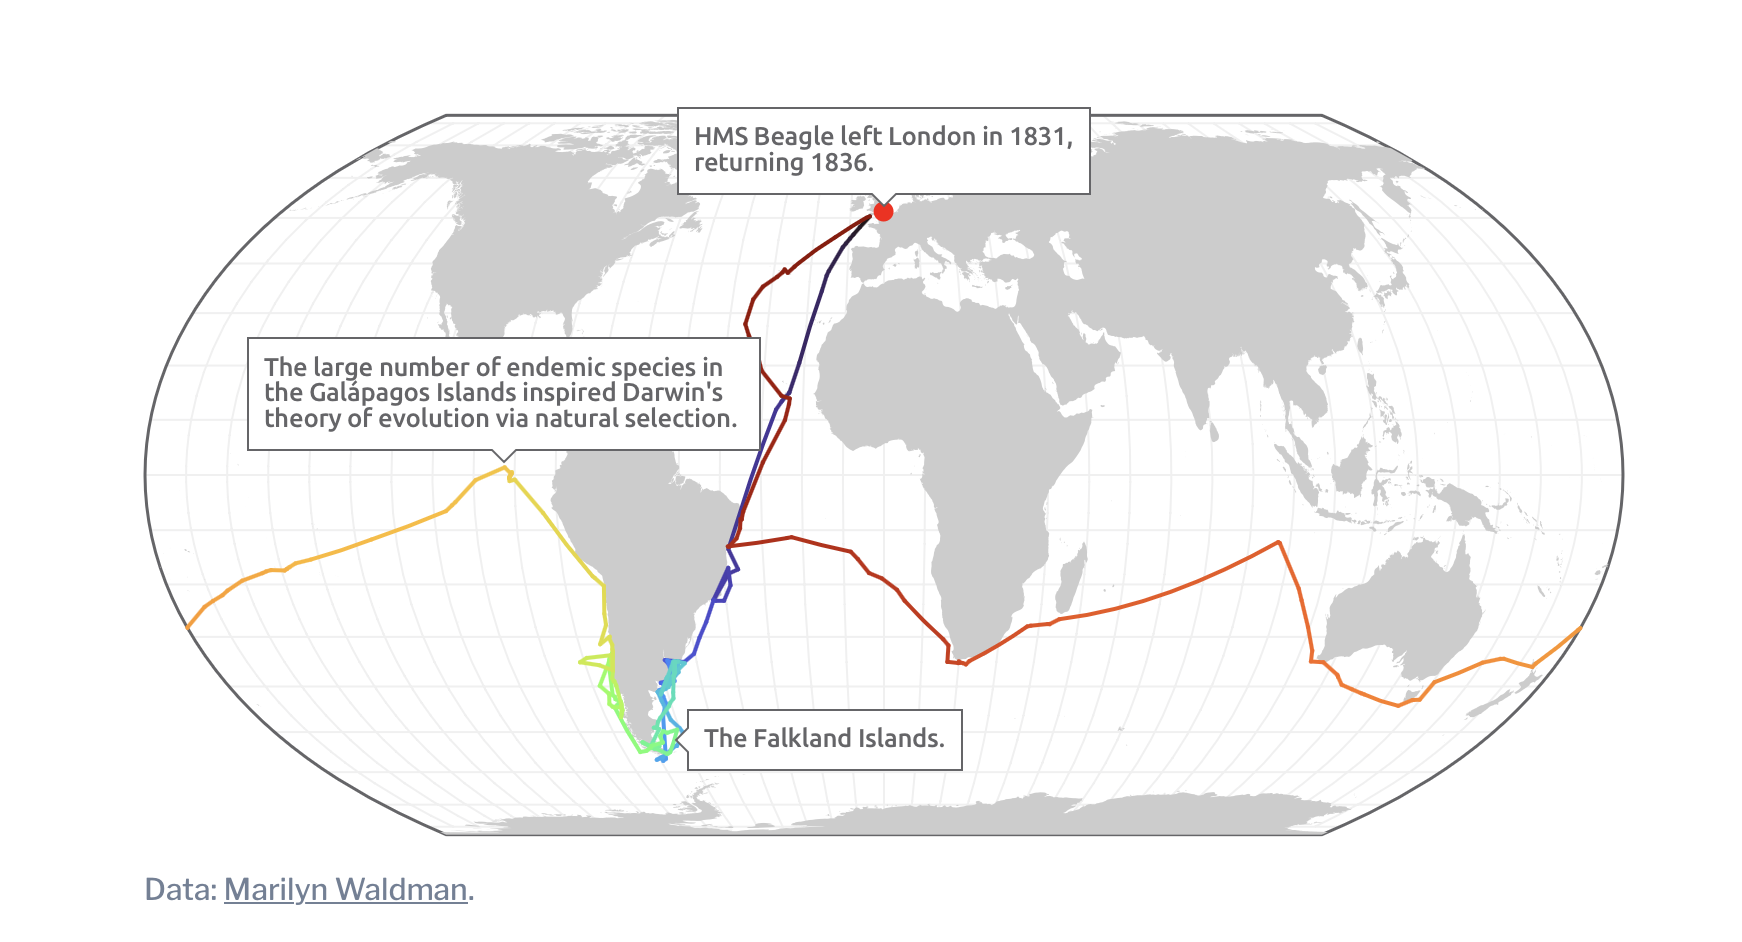 HMS Beagle left London in 1831,
returning 1836.
The large number of endemic species in
the Galápagos Islands inspired Darwin's
theory of evolution via natural selection.
The Falkland Islands.
Data: Marilyn Waldman.